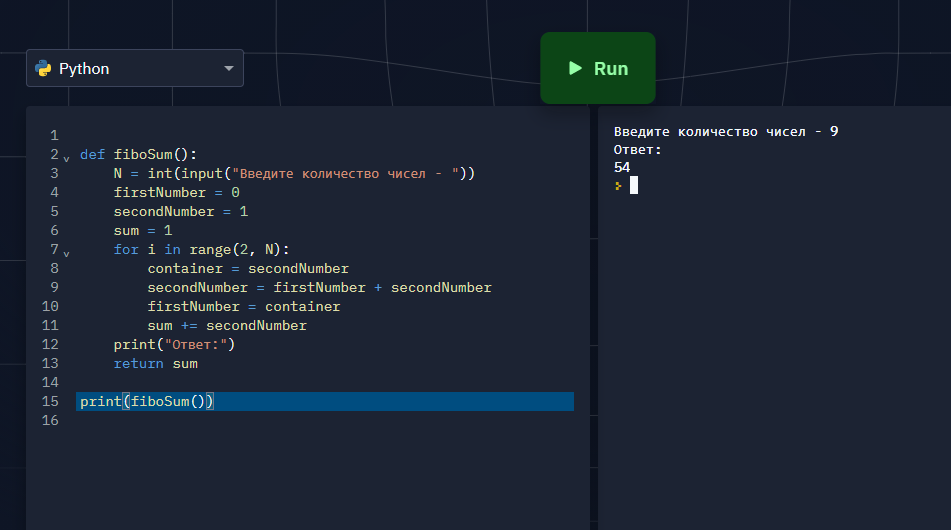 Python
Run
1
2 def fiboSum():
3     N = int(input("Введите количество чисел - "))
4     firstNumber = 0
5     secondNumber = 1
6     sum = 1
7     for i in range(2, N):
8         container = secondNumber
9         secondNumber = firstNumber + secondNumber
10         firstNumber = container
11         sum += secondNumber
12     print("Ответ:")
13     return sum
14
15 print(fiboSum())
16
Введите количество чисел - 9
Ответ:
54